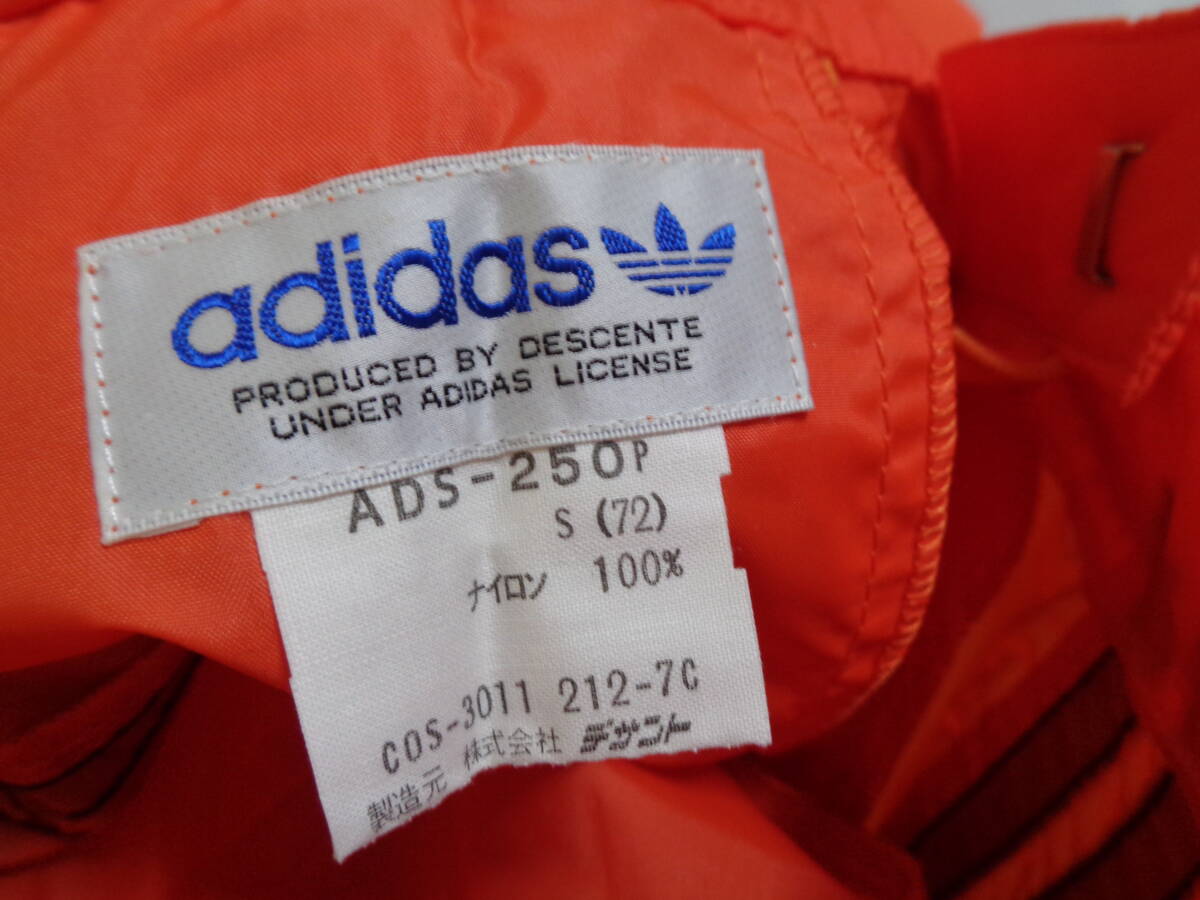 adidas
PRODUCED BY DESCENTE
UNDER ADIDAS LICENSE
ADS-250P
S (72)
ナイロン 100%
COS-3011 212-7C
製造元 株式会社 デサント